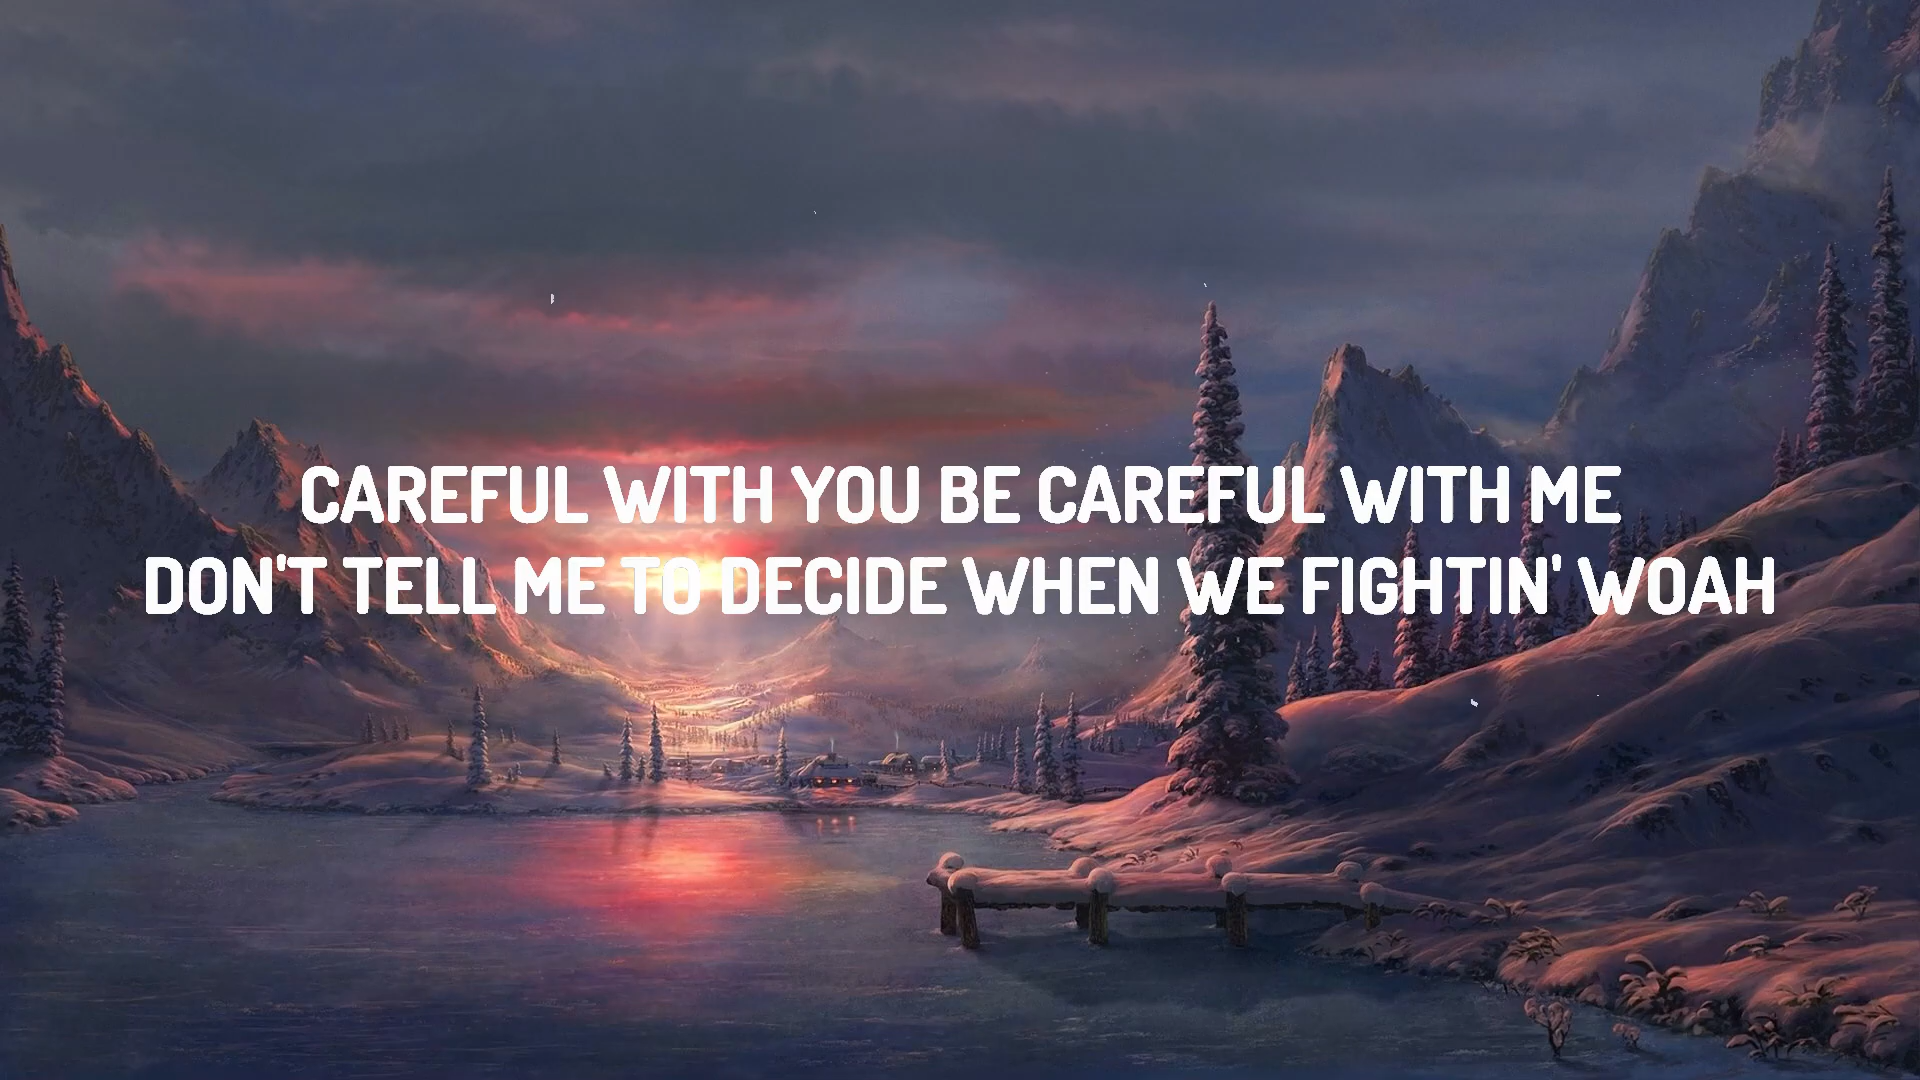 CAREFUL WITH YOU BE CAREFUL WITH ME
DON'T TELL ME TO DECIDE WHEN WE FIGHTIN' WOAH